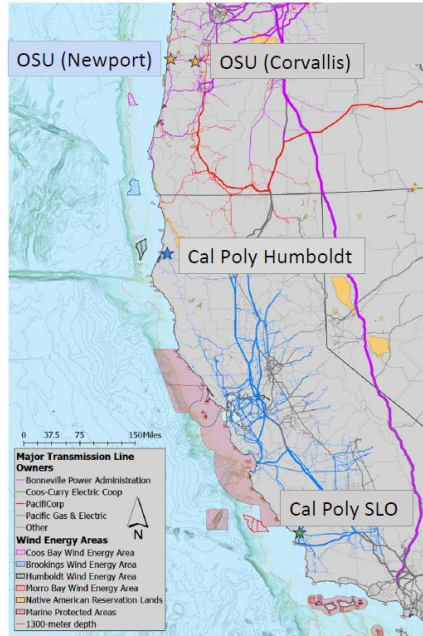 OSU (Newport)
OSU (Corvallis)
Cal Poly Humboldt
Cal Poly SLO
0 37.5 75 150 Miles
Major Transmission Line
Owners
Bonneville Power Administration
Coos-Curry Electric Coop
PacifiCorp
Pacific Gas & Electric
Other
Wind Energy Areas
Coos Bay Wind Energy Area
Brookings Wind Energy Area
Humboldt Wind Energy Area
Morro Bay Wind Energy Area
Native American Reservation Lands
Marine Protected Areas
1300-meter depth
N